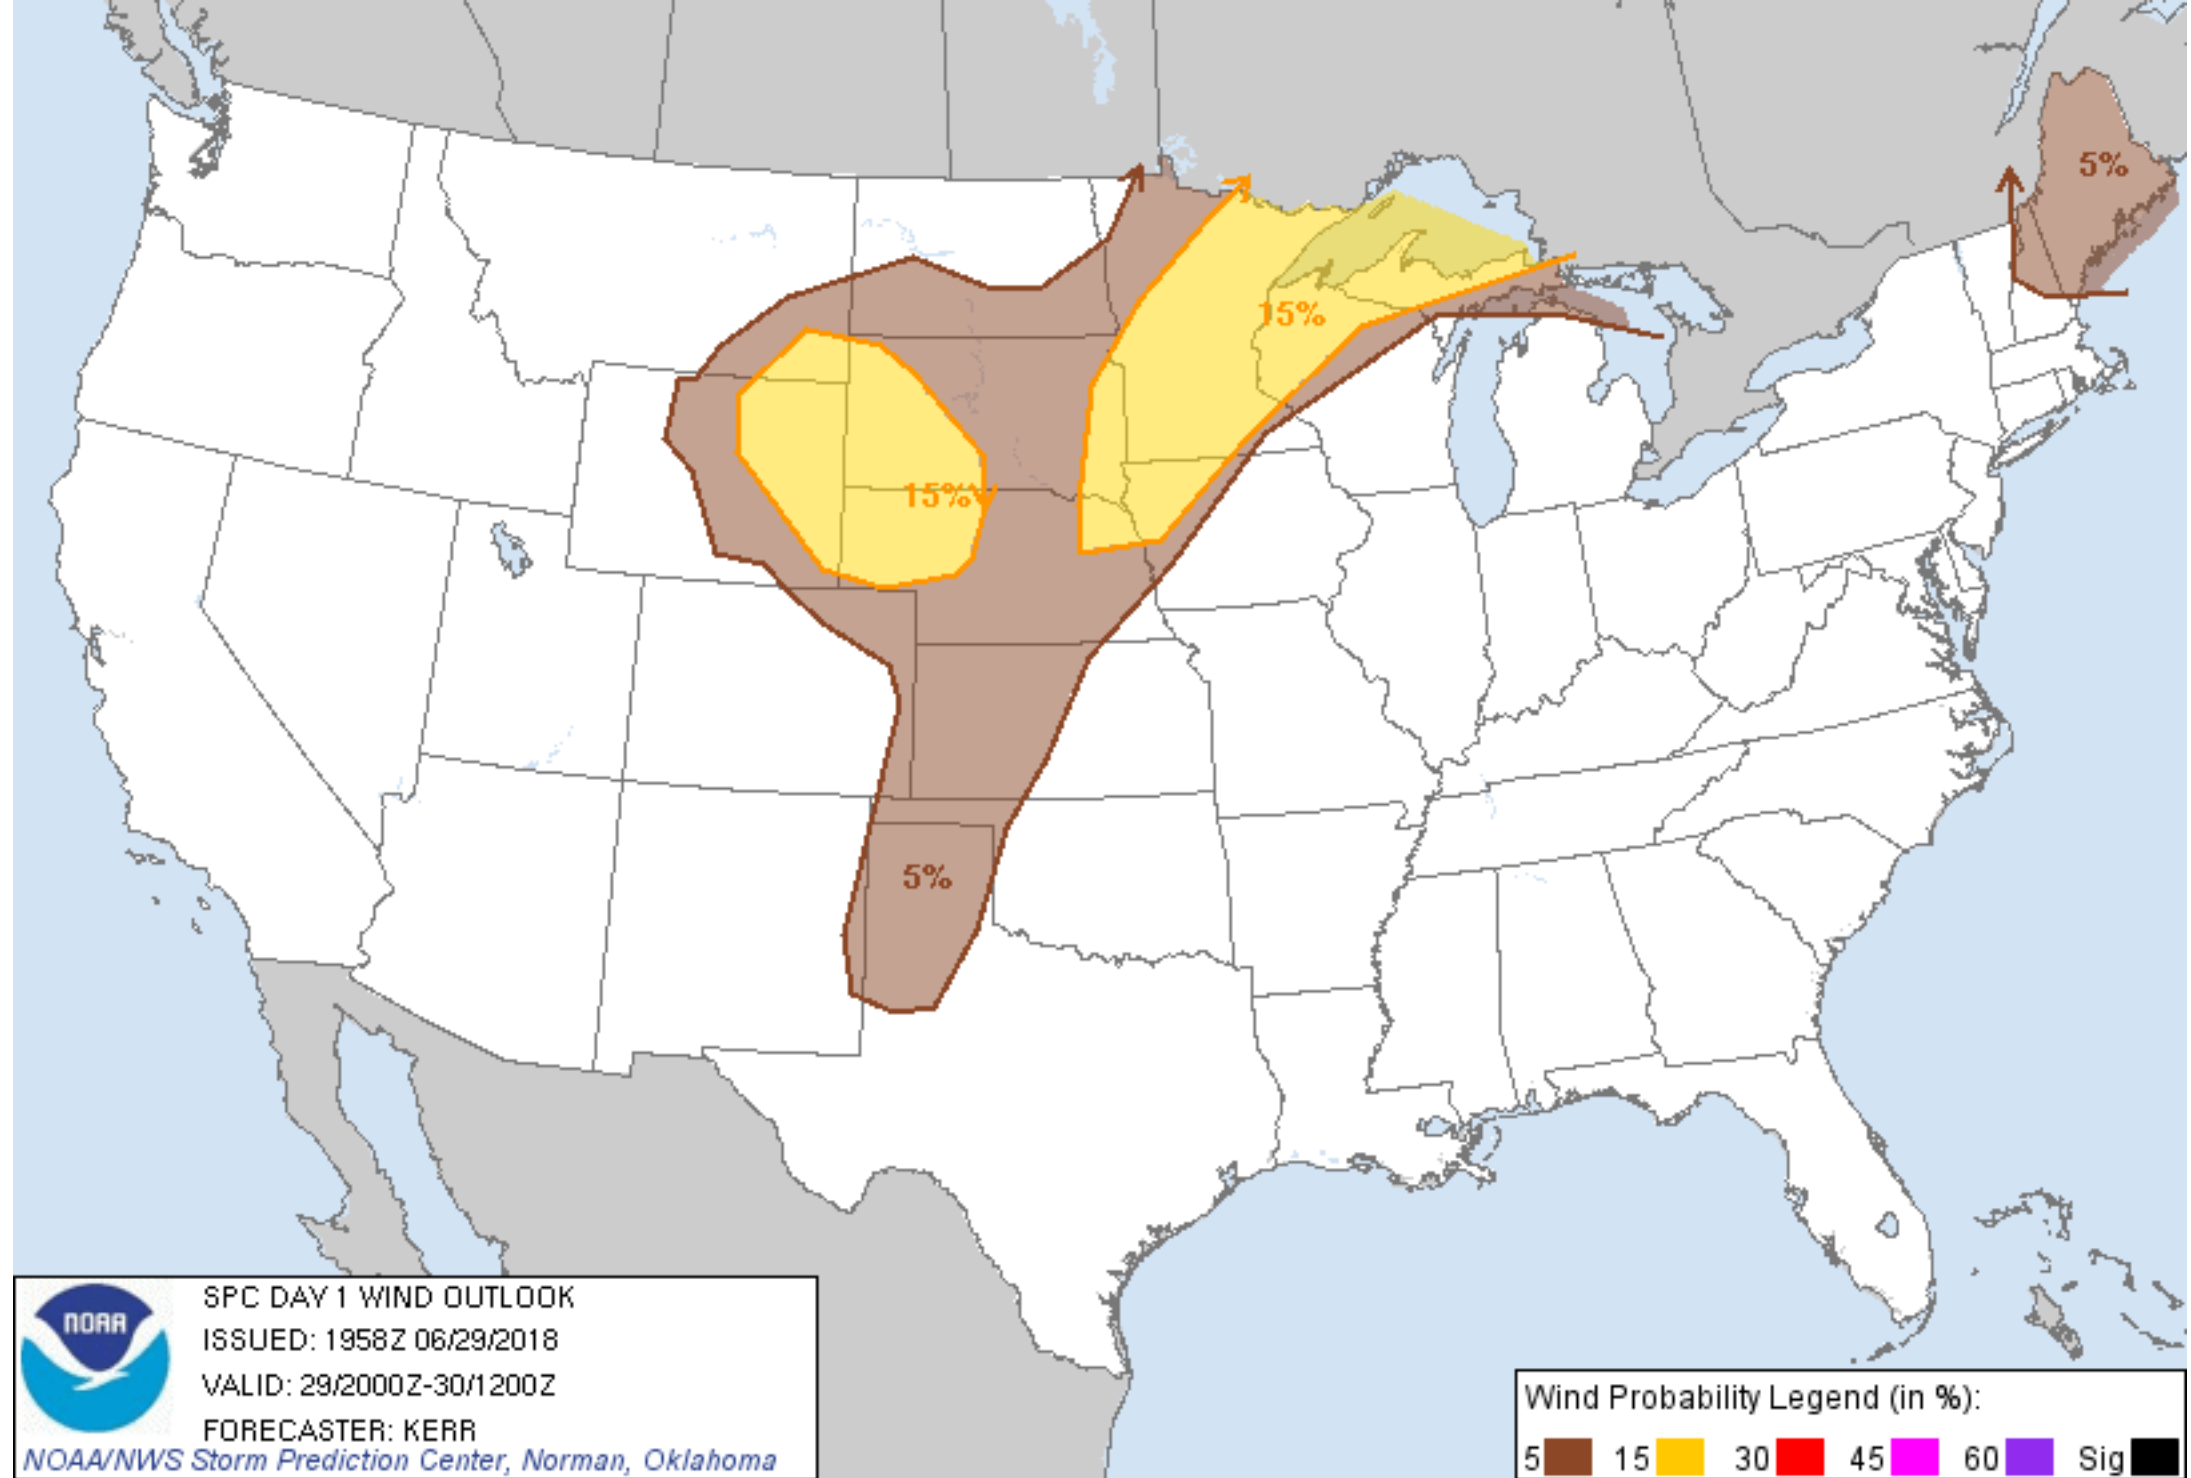 5%
15%
15%
5%
NOAA
SPC DAY 1 WIND OUTLOOK
ISSUED: 1958Z 06/29/2018
VALID: 29/2000Z-30/1200Z
FORECASTER: KERR
NOAA/NWS Storm Prediction Center, Norman, Oklahoma
Wind Probability Legend (in %):
5 15 30 45 60 Sig